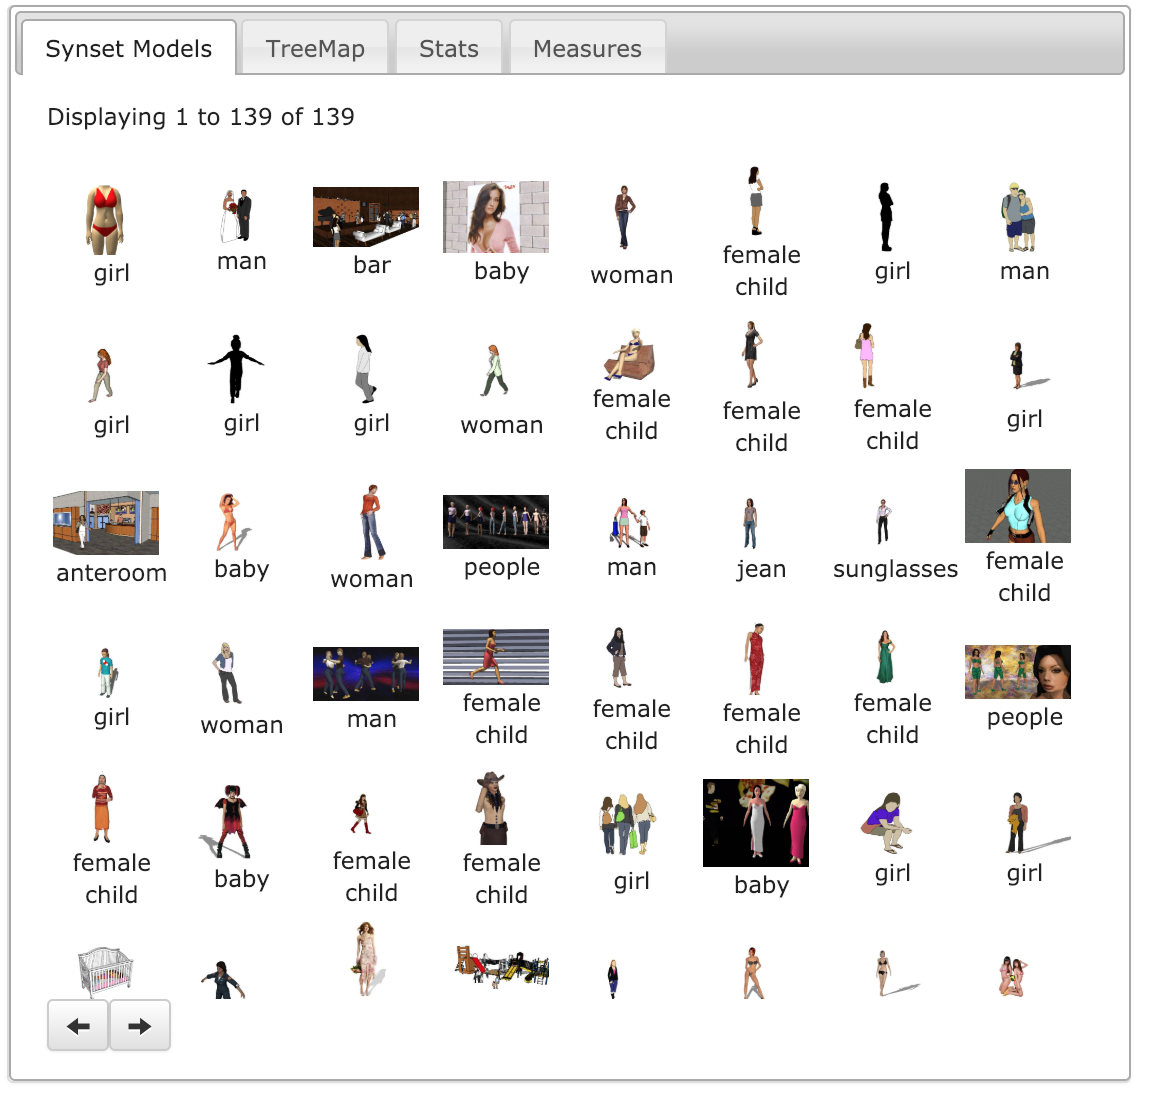 Synset Models
TreeMap
Stats
Measures
Displaying 1 to 139 of 139
girl
man
bar
baby
woman
female
child
girl
man
girl
girl
girl
woman
female
child
female
child
female
child
girl
anteroom
baby
woman
people
man
jean
sunglasses
female
child
girl
woman
man
female
child
female
child
female
child
female
child
people
female
child
baby
female
child
female
child
girl
baby
girl
girl